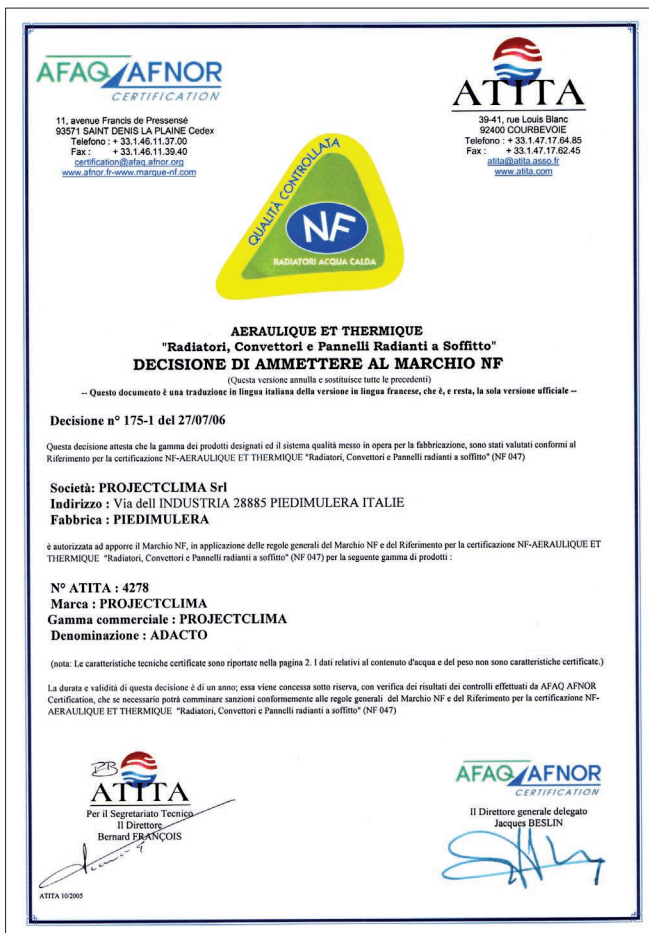 AFAQ AFNOR
CERTIFICATION
11, avenue Francis de Pressensé
93571 SAINT DENIS LA PLAINE Cedex
Telefono : + 33.1.46.11.37.00
Fax : + 33.1.46.11.39.40
certification@afaq.afnor.org
www.afnor.fr-www.marque-nf.com
ATITA
39-41, rue Louis Blanc
92400 COURBEVOIE
Telefono : + 33.1.47.17.64.85
Fax : + 33.1.47.17.62.45
atita@atita.asso.fr
www.atita.com
QUALITÀ CONTROLLATA
NF
RADIATORI ACQUA CALDA
AERAULIQUE ET THERMIQUE
"Radiatori, Convettori e Pannelli Radianti a Soffitto"
DECISIONE DI AMMETTERE AL MARCHIO NF
(Questa versione annulla e sostituisce tutte le precedenti)
-- Questo documento è una traduzione in lingua italiana della versione in lingua francese, che è, e resta, la sola versione ufficiale --
Decisione n° 175-1 del 27/07/06
Questa decisione attesta che la gamma dei prodotti designati ed il sistema qualità messo in opera per la fabbricazione, sono stati valutati conformi al
Riferimento per la certificazione NF-AERAULIQUE ET THERMIQUE "Radiatori, Convettori e Pannelli radianti a soffitto" (NF 047)
Società: PROJECTCLIMA Srl
Indirizzo : Via dell INDUSTRIA 28885 PIEDIMULERA ITALIE
Fabbrica : PIEDIMULERA
è autorizzata ad apporre il Marchio NF, in applicazione delle regole generali del Marchio NF e del Riferimento per la certificazione NF-AERAULIQUE ET
THERMIQUE "Radiatori, Convettori e Pannelli radianti a soffitto" (NF 047) per la seguente gamma di prodotti :
N° ATITA : 4278
Marca : PROJECTCLIMA
Gamma commerciale : PROJECTCLIMA
Denominazione : ADACTO
(nota: Le caratteristiche tecniche certificate sono riportate nella pagina 2. I dati relativi al contenuto d'acqua e del peso non sono caratteristiche certificate.)
La durata e validità di questa decisione è di un anno; essa viene concessa sotto riserva, con verifica dei risultati dei controlli effettuati da AFAQ AFNOR
Certification, che se necessario potrà comminare sanzioni conformemente alle regole generali del Marchio NF e del Riferimento per la certificazione NF-
AERAULIQUE ET THERMIQUE "Radiatori, Convettori e Pannelli radianti a soffitto" (NF 047)
ATITA
Per il Segretariato Tecnico
Il Direttore
Bernard FRANÇOIS
AFAQ AFNOR
CERTIFICATION
Il Direttore generale delegato
Jacques BESLIN
ATITA 10/2005